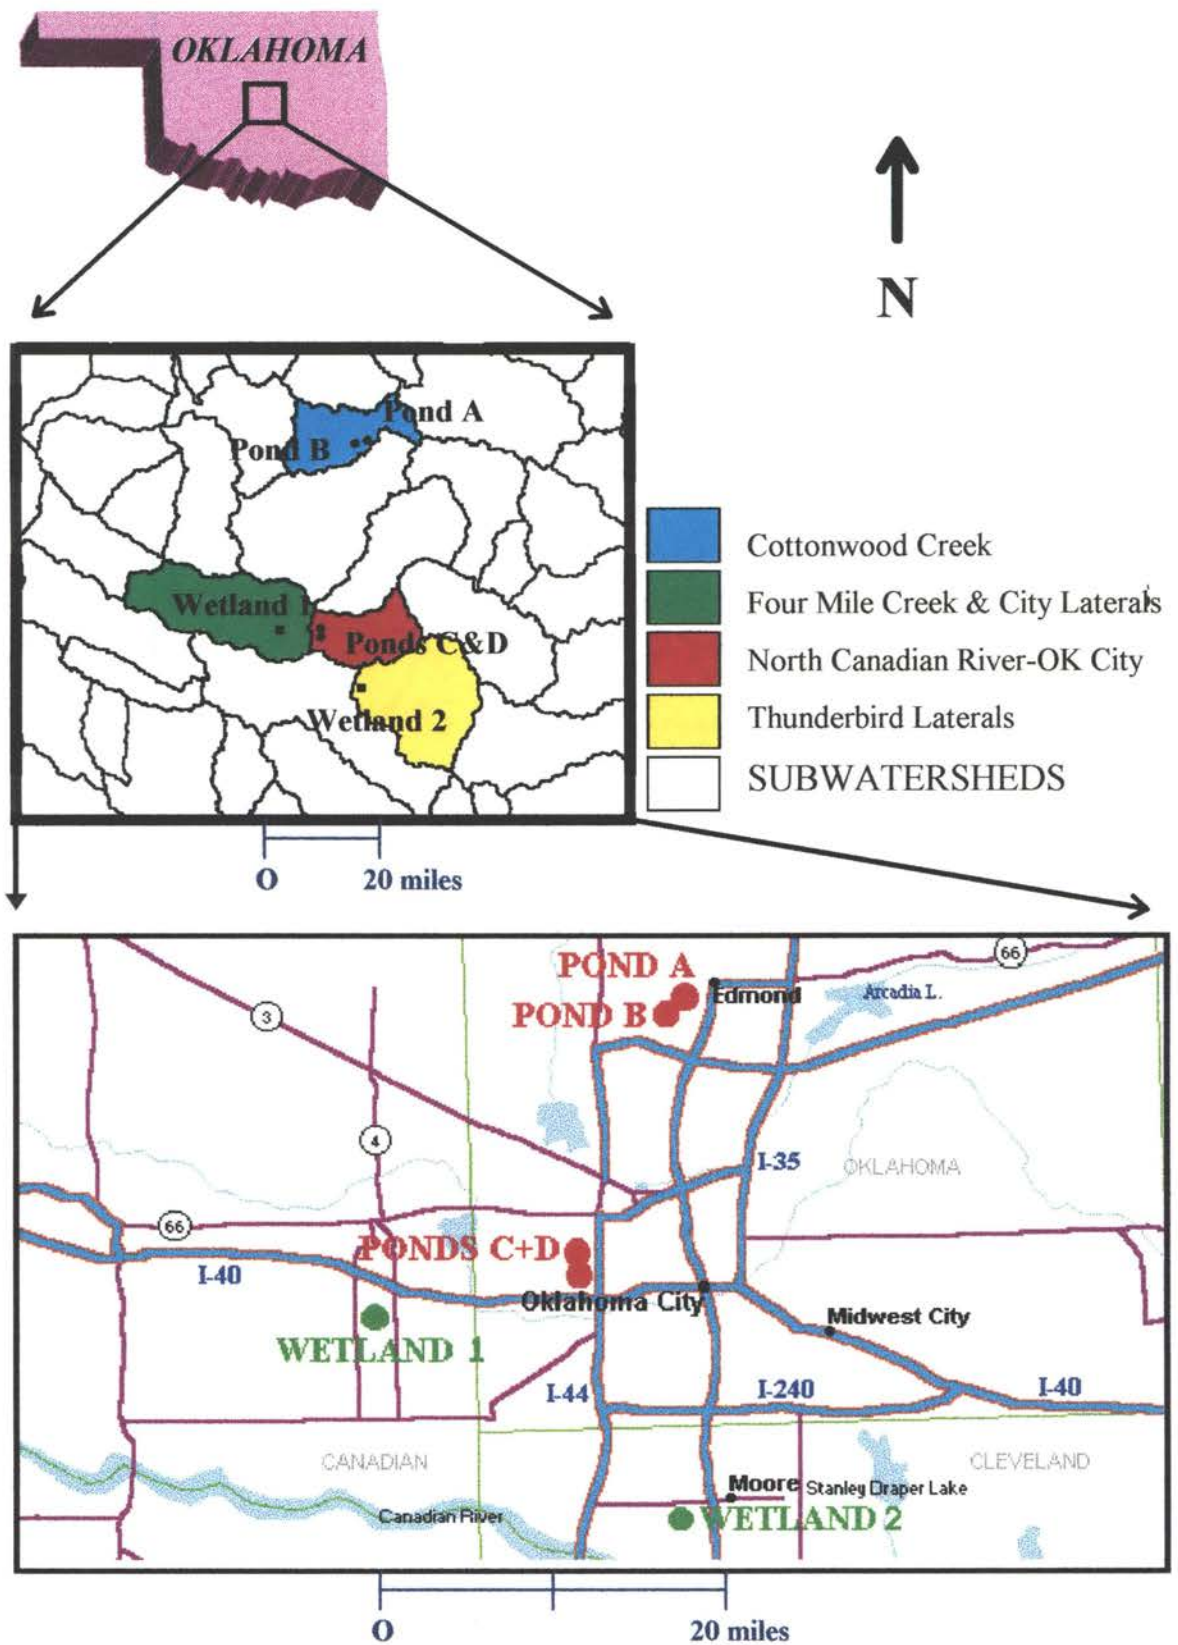 OKLAHOMA
N
Pond A
Pond B
Wetland 1
Ponds C&D
Wetland 2
Cottonwood Creek
Four Mile Creek & City Laterals
North Canadian River-OK City
Thunderbird Laterals
SUBWATERSHEDS
O 20 miles
POND A
66
Edmond
Arcadia L.
POND B
3
4
I-35
OKLAHOMA
66
PONDS C+D
I-40
Oklahoma City
Midwest City
WETLAND 1
I-44
I-240
I-40
CANADIAN
CLEVELAND
Moore
Stanley Draper Lake
Canadian River
WETLAND 2
O 20 miles